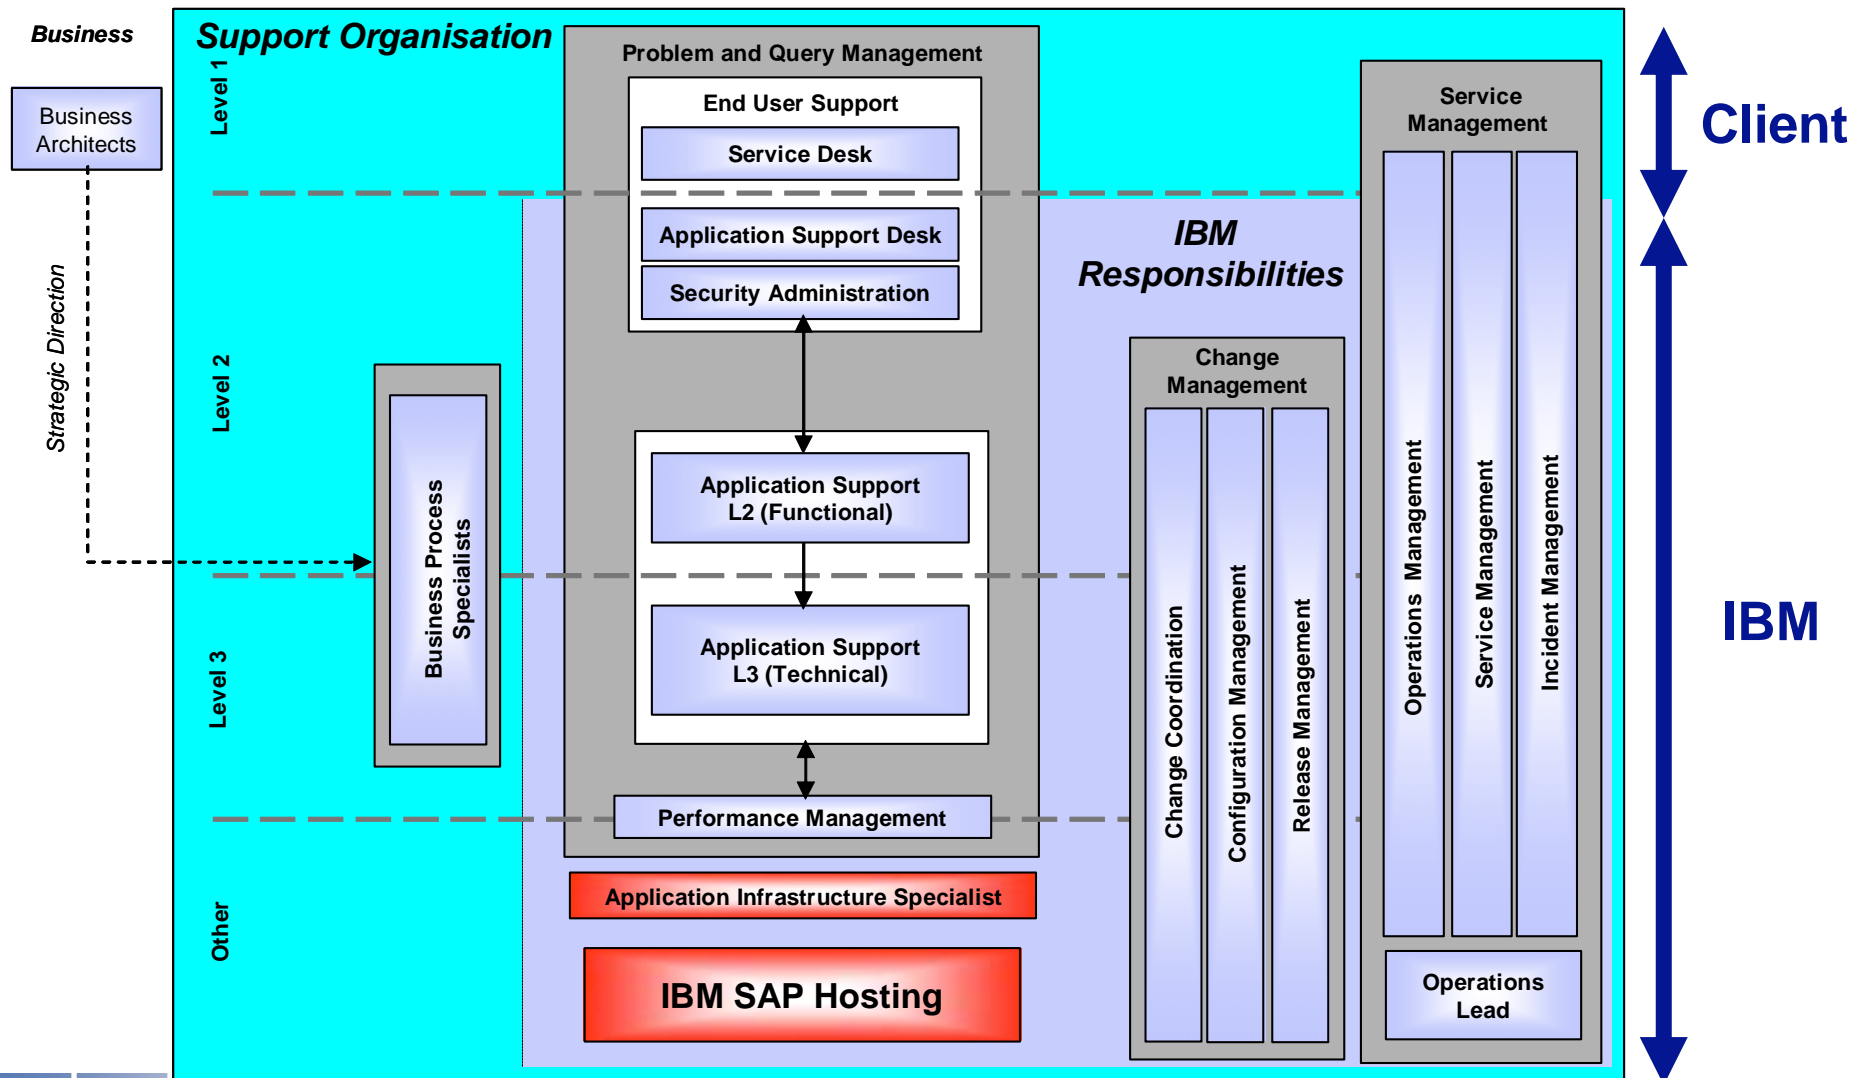 Business
Support Organisation
Business
Architects
Strategic Direction
Level 1
Level 2
Level 3
Other
Problem and Query Management
End User Support
Service Desk
Application Support Desk
Security Administration
Application Support
L2 (Functional)
Application Support
L3 (Technical)
Performance Management
Application Infrastructure Specialist
IBM SAP Hosting
Business Process
Specialists
IBM
Responsibilities
Change
Management
Change Coordination
Configuration Management
Release Management
Service
Management
Operations Management
Service Management
Incident Management
Operations
Lead
Client
IBM